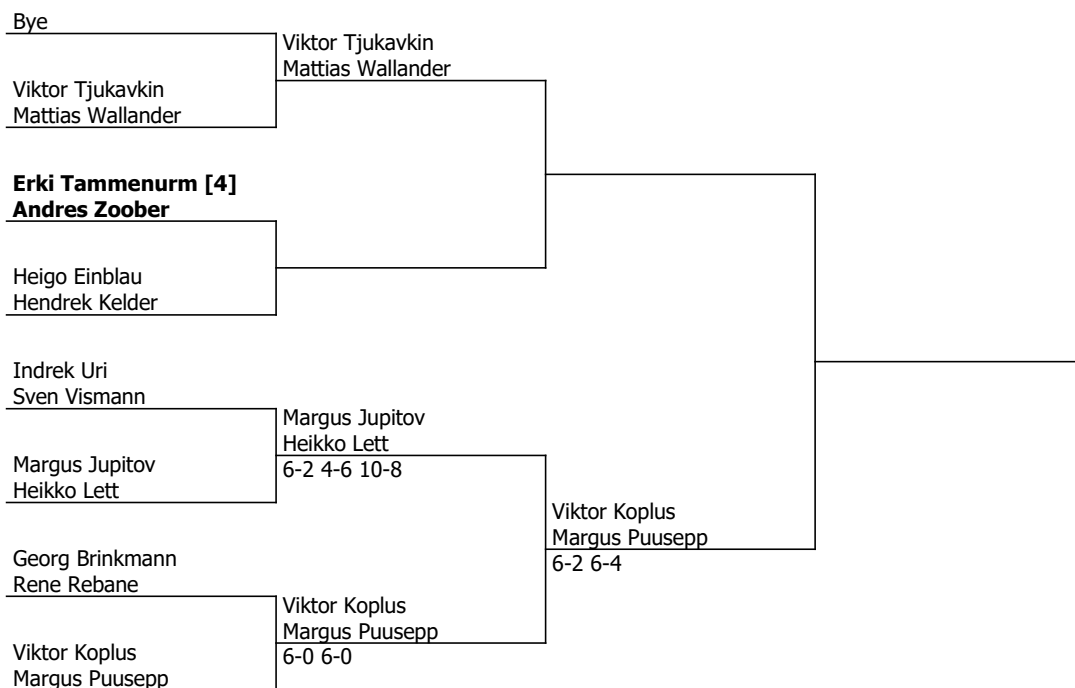 Bye
Viktor Tjukavkin
Mattias Wallander
Viktor Tjukavkin
Mattias Wallander
Erki Tammenurm [4]
Andres Zoober
Heigo Einblau
Hendrek Kelder
Indrek Uri
Sven Vismann
Margus Jupitov
Heikko Lett
6-2 4-6 10-8
Margus Jupitov
Heikko Lett
Viktor Koplus
Margus Puusepp
6-2 6-4
Georg Brinkmann
Rene Rebane
Viktor Koplus
Margus Puusepp
6-0 6-0
Viktor Koplus
Margus Puusepp